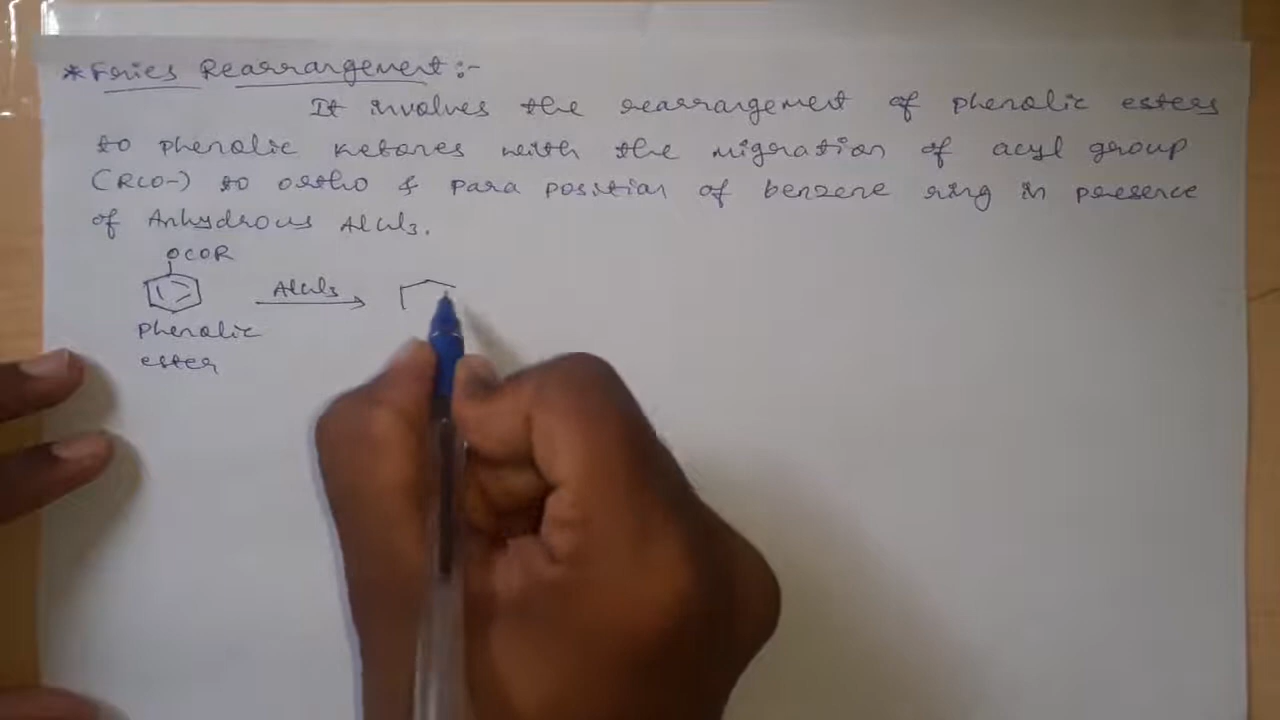 * Fries Rearrangement :-
It involves the rearrangement of phenolic esters
to phenolic ketones with the migration of acyl group
(RCO-) to ortho & para position of benzene ring in presence
of Anhydrous AlCl3.
OCOR
AlCl3
phenolic
ester